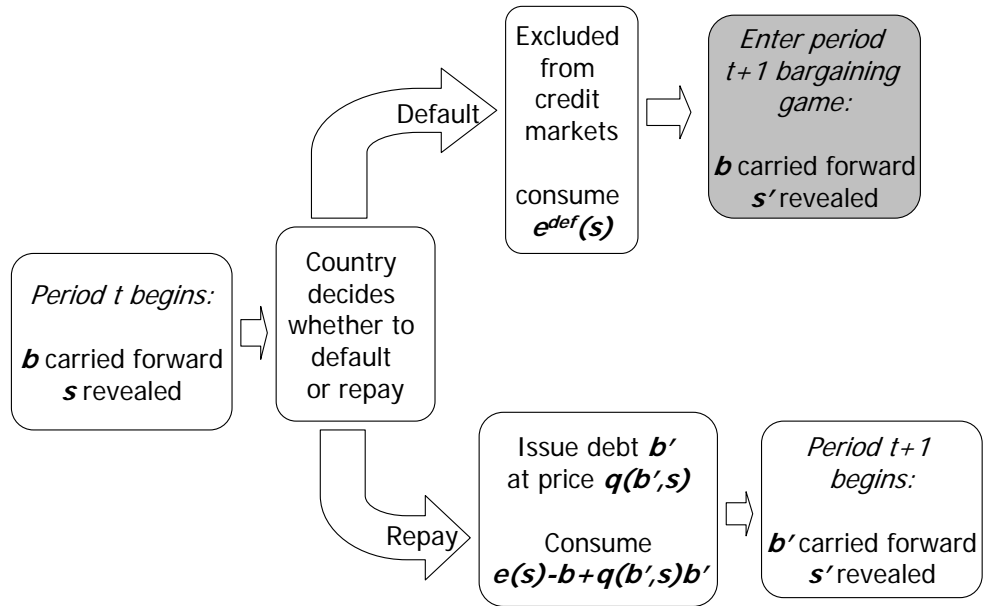 Period t begins:
b carried forward
s revealed
Country
decides
whether to
default
or repay
Default
Excluded
from
credit
markets
consume
e^def(s)
Enter period
t+1 bargaining
game:
b carried forward
s' revealed
Repay
Issue debt b'
at price q(b',s)
Consume
e(s)-b+q(b',s)b'
Period t+1
begins:
b' carried forward
s' revealed